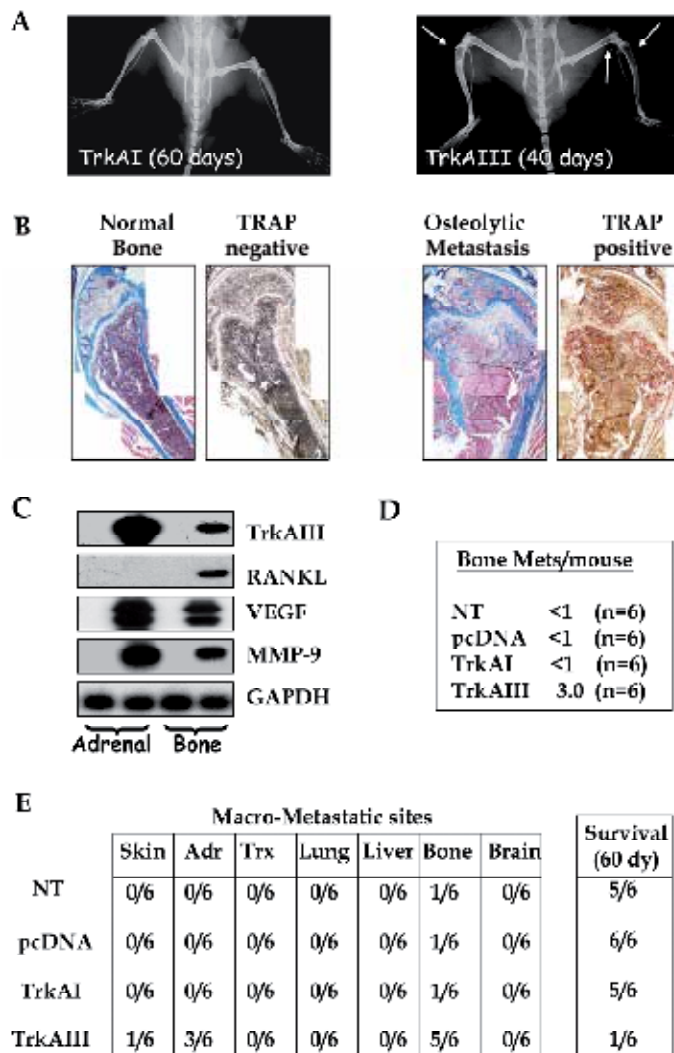 A
TrkAI (60 days)
TrkAIII (40 days)
B
Normal Bone
TRAP negative
Osteolytic Metastasis
TRAP positive
C
TrkAIII
RANKL
VEGF
MMP-9
GAPDH
Adrenal Bone
D
Bone Mets/mouse
NT <1 (n=6)
pcDNA <1 (n=6)
TrkAI <1 (n=6)
TrkAIII 3.0 (n=6)
E
Macro-Metastatic sites
Skin Adr Trx Lung Liver Bone Brain Survival (60 dy)
NT 0/6 0/6 0/6 0/6 0/6 1/6 0/6 5/6
pcDNA 0/6 0/6 0/6 0/6 0/6 1/6 0/6 6/6
TrkAI 0/6 0/6 0/6 0/6 0/6 1/6 0/6 5/6
TrkAIII 1/6 3/6 0/6 0/6 0/6 5/6 0/6 1/6